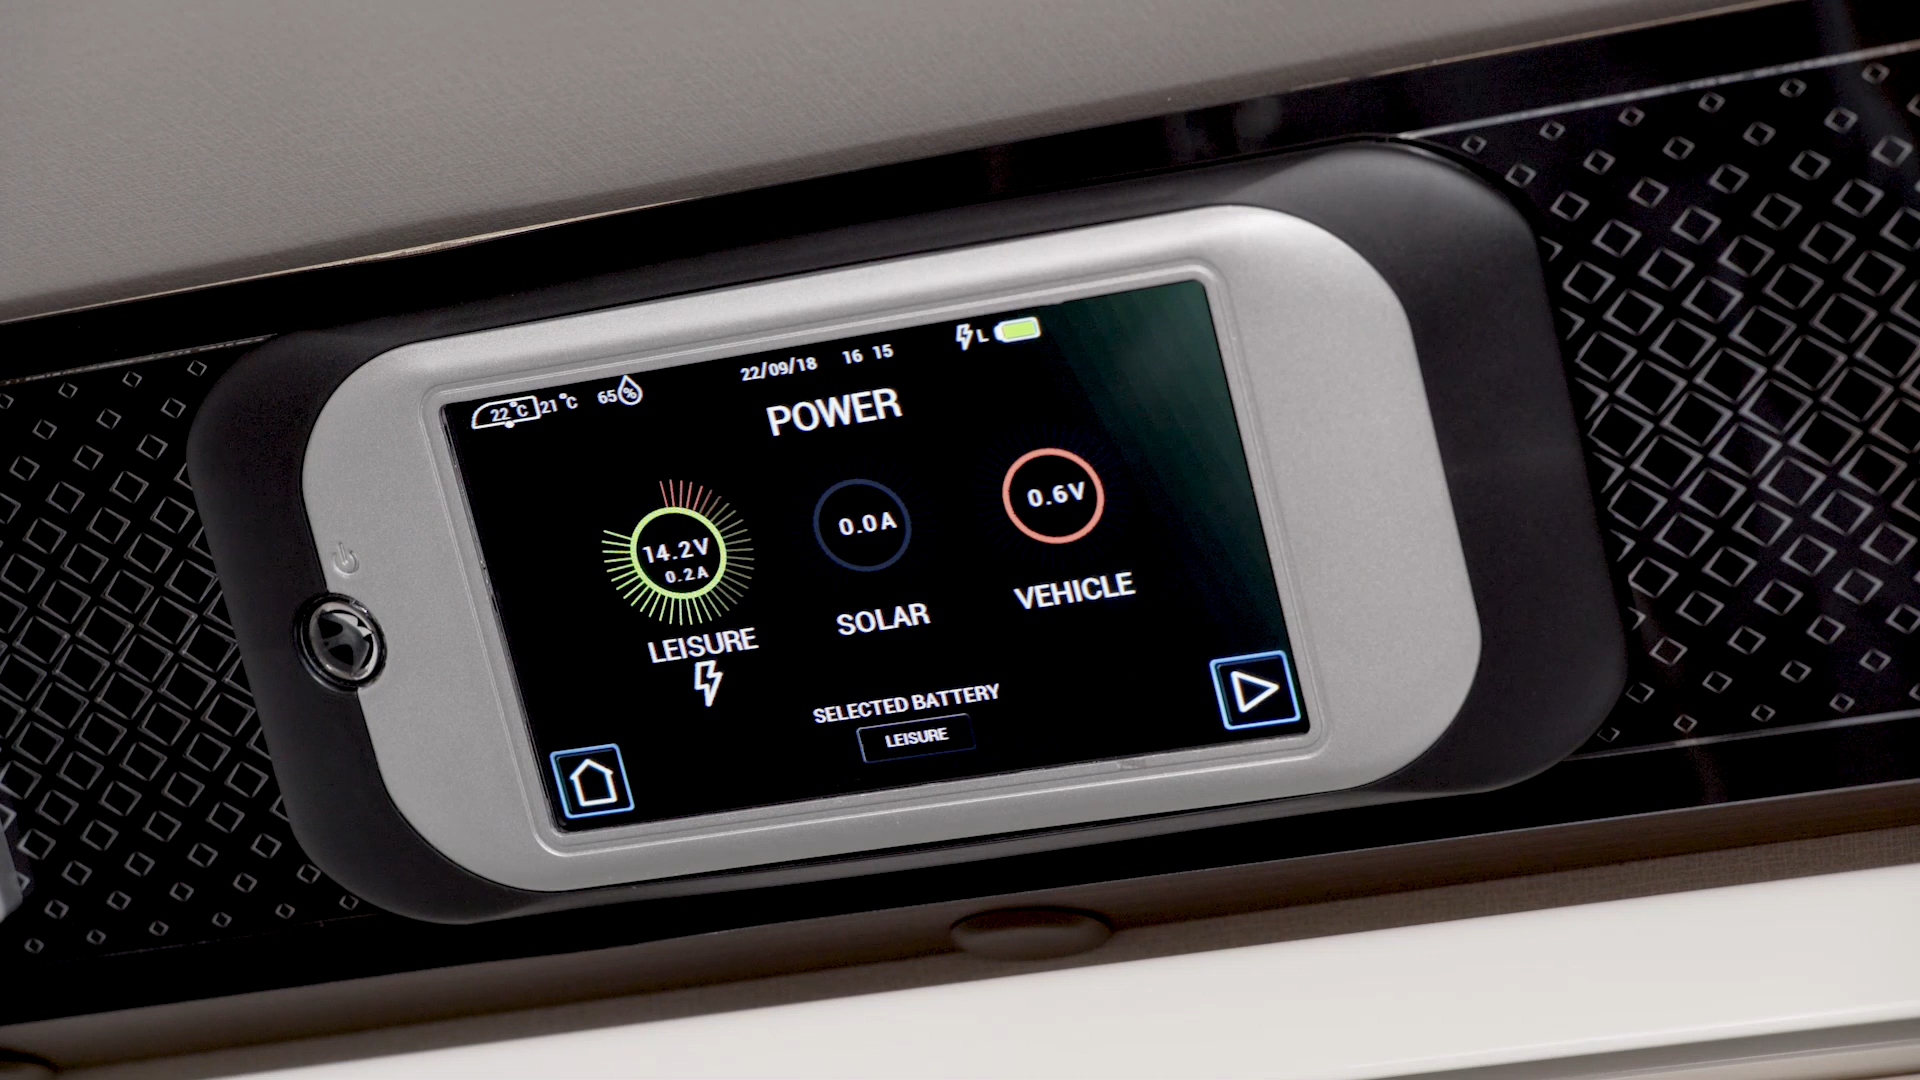 22°C 21°C 65% 22/09/18 16 15 L
POWER
14.2V
0.2A
0.0A
0.6V
LEISURE
SOLAR
VEHICLE
SELECTED BATTERY
LEISURE